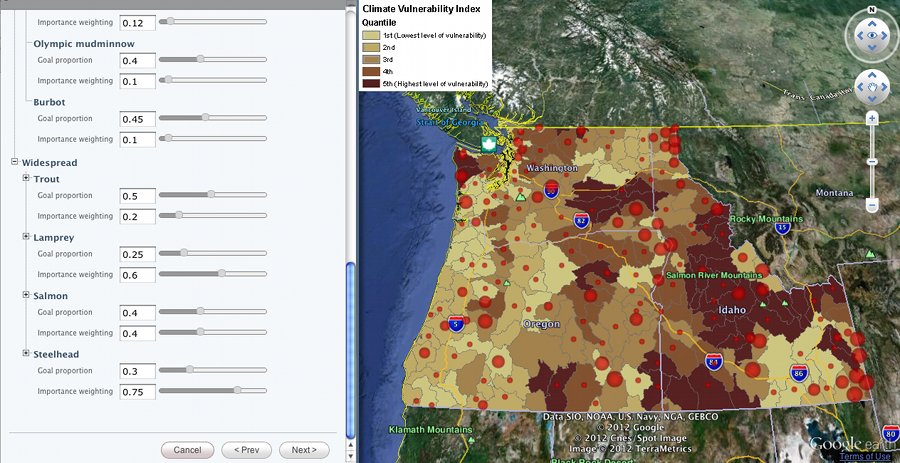 Importance weighting 0.12
Olympic mudminnow
Goal proportion 0.4
Importance weighting 0.1
Burbot
Goal proportion 0.45
Importance weighting 0.1
Widespread
Trout
Goal proportion 0.5
Importance weighting 0.2
Lamprey
Goal proportion 0.25
Importance weighting 0.6
Salmon
Goal proportion 0.4
Importance weighting 0.4
Steelhead
Goal proportion 0.3
Importance weighting 0.75
Cancel < Prev Next >
Climate Vulnerability Index
Quantile
1st (Lowest level of vulnerability)
2nd
3rd
4th
5th (Highest level of vulnerability)
N
Trans Canada
Vancouver Island
Strait of Georgia
Washington
Montana
82
Rocky Mountains
15
Salmon River Mountains
Idaho
5
Oregon
84
86
Data SIO, NOAA, U.S. Navy, NGA, GEBCO
© 2012 Google
© 2012 Cnes/Spot Image
Image © 2012 TerraMetrics
Klamath Mountains
Black Rock Desert
Google earth
Terms of Use
80